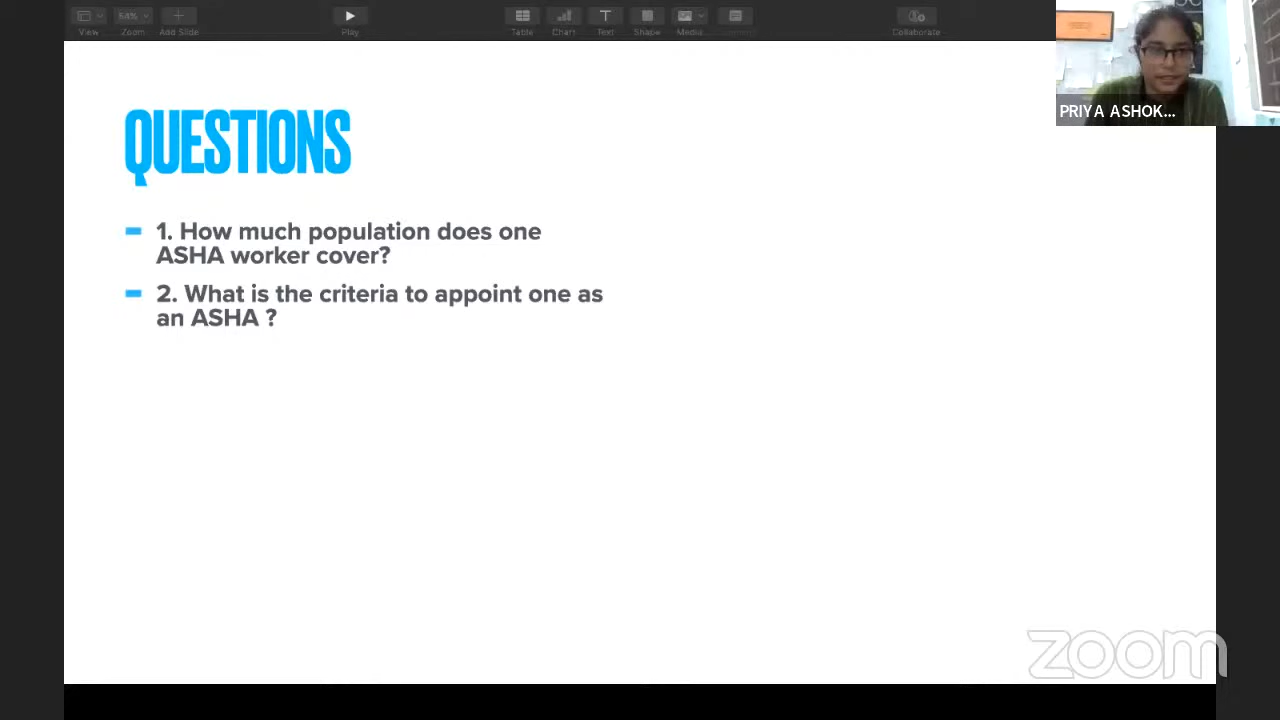 View
Zoom
Add Slide
Play
Table
Chart
Text
Shape
Media
Collaborate
PRIYA ASHOK...
QUESTIONS
1. How much population does one
ASHA worker cover?
2. What is the criteria to appoint one as
an ASHA ?
zoom